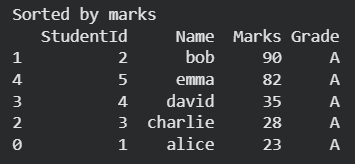 Sorted by marks
StudentId Name Marks Grade
1 2 bob 90 A
4 5 emma 82 A
3 4 david 35 A
2 3 charlie 28 A
0 1 alice 23 A